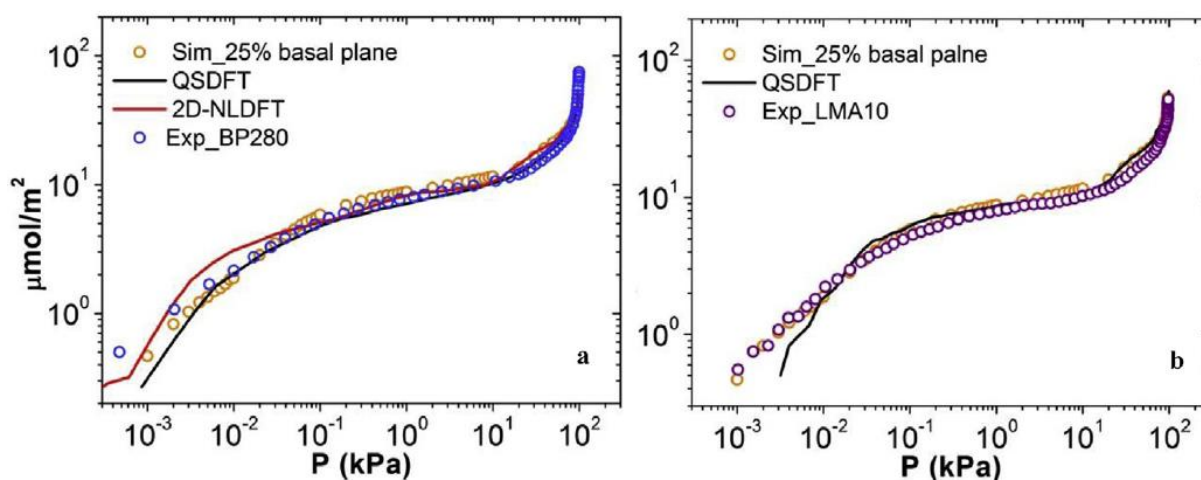 10²
10¹
10⁰
μmol/m²
Sim_25% basal plane
QSDFT
2D-NLDFT
Exp_BP280
a
10⁻³ 10⁻² 10⁻¹ 10⁰ 10¹ 10²
P (kPa)
10²
10¹
10⁰
Sim_25% basal palne
QSDFT
Exp_LMA10
b
10⁻³ 10⁻² 10⁻¹ 10⁰ 10¹ 10²
P (kPa)